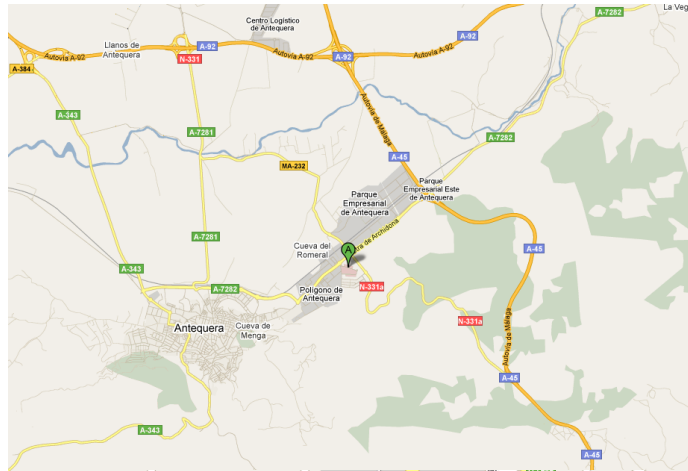 La Vega
A-7282
Centro Logístico
de Antequera
A-92
Llanos de
Antequera
A-92
Autovía A-92
Autovía A-92
A-92
Autovía A-92
N-331
A-384
A-343
Autovía de Málaga
A-7281
A-7282
A-45
MA-232
Parque
Empresarial
de Antequera
Parque
Empresarial Este
de Antequera
A-7281
Cueva del
Romeral
de Archidona
A
A-45
A-343
A-7282
Polígono de
Antequera
N-331a
Antequera
Cueva de
Menga
N-331a
Autovía de Málaga
A-45
A-343
A-45